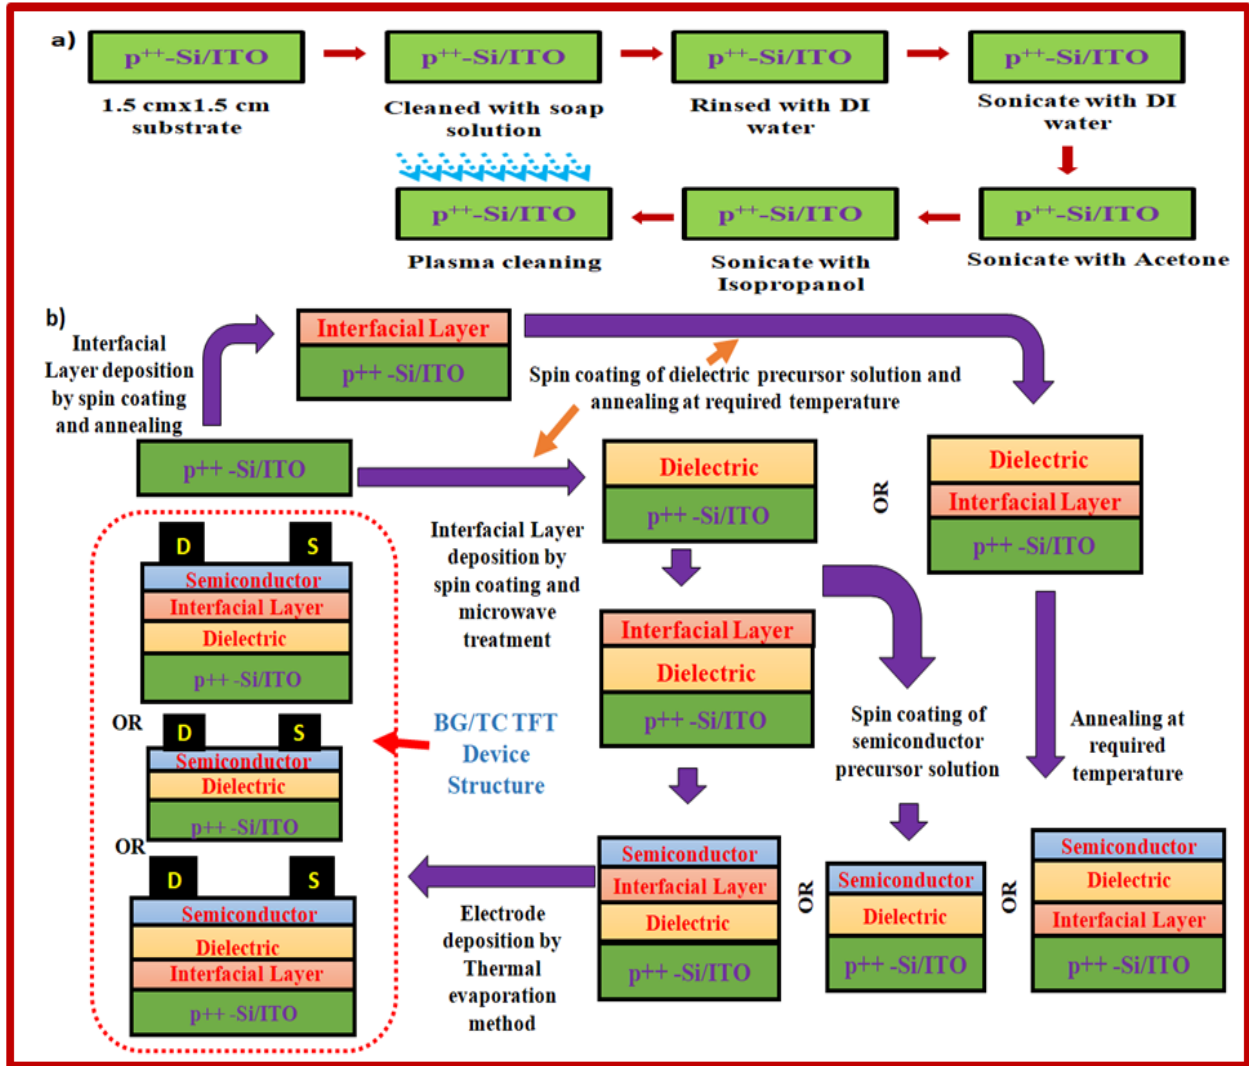 a)
p⁺⁺-Si/ITO
p⁺⁺-Si/ITO
p⁺⁺-Si/ITO
p⁺⁺-Si/ITO
1.5 cmx1.5 cm
substrate
Cleaned with soap
solution
Rinsed with DI
water
Sonicate with DI
water
p⁺⁺-Si/ITO
p⁺⁺-Si/ITO
p⁺⁺-Si/ITO
Plasma cleaning
Sonicate with
Isopropanol
Sonicate with Acetone
b)
Interfacial
Layer deposition
by spin coating
and annealing
Interfacial Layer
p++ -Si/ITO
Spin coating of dielectric precursor solution and
annealing at required temperature
p++ -Si/ITO
Dielectric
p++ -Si/ITO
OR
Dielectric
Interfacial Layer
p++ -Si/ITO
Interfacial Layer
deposition by
spin coating and
microwave
treatment
Interfacial Layer
Dielectric
p++ -Si/ITO
Spin coating of
semiconductor
precursor solution
Annealing at
required
temperature
D
S
Semiconductor
Interfacial Layer
Dielectric
p++ -Si/ITO
OR
D
S
Semiconductor
Dielectric
p++ -Si/ITO
OR
D
S
Semiconductor
Dielectric
Interfacial Layer
p++ -Si/ITO
BG/TC TFT
Device
Structure
Electrode
deposition by
Thermal
evaporation
method
Semiconductor
Interfacial Layer
Dielectric
p++ -Si/ITO
OR
Semiconductor
Dielectric
p++ -Si/ITO
OR
Semiconductor
Dielectric
Interfacial Layer
p++ -Si/ITO